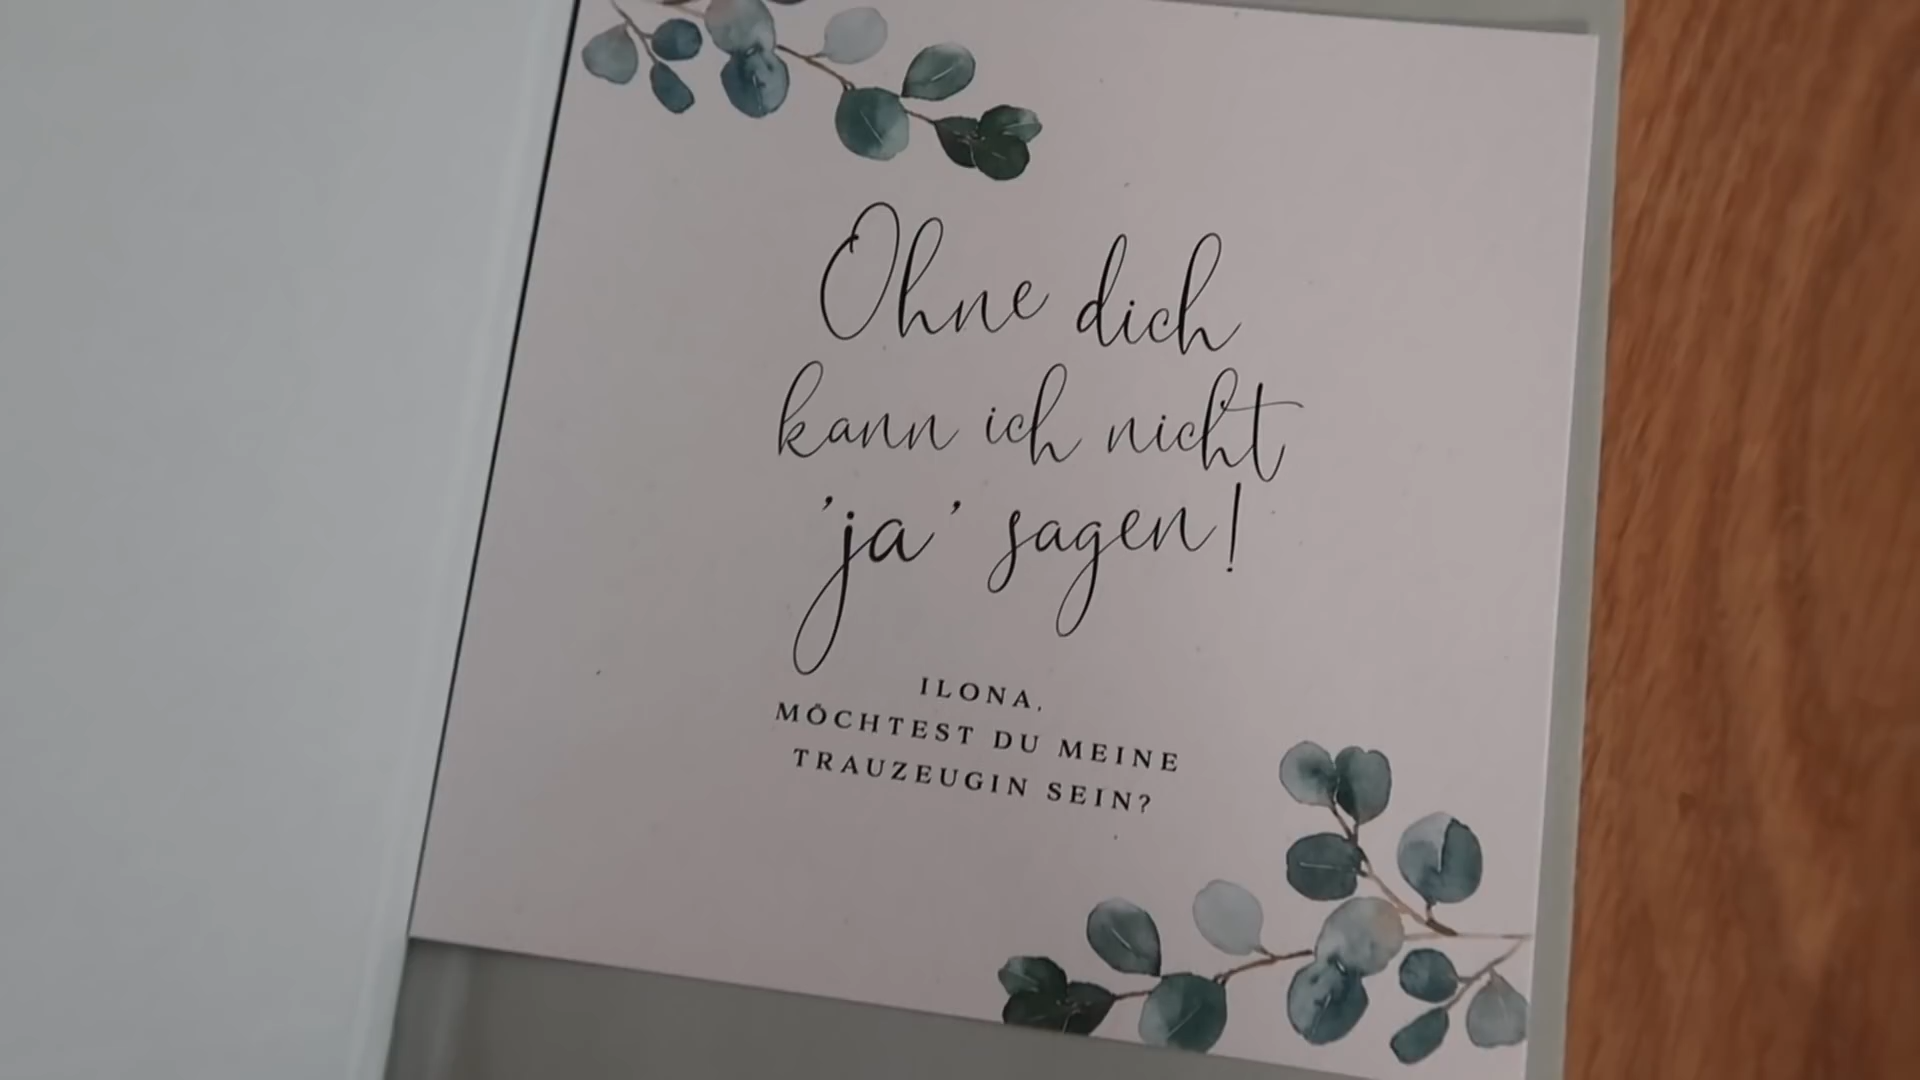 Ohne dich
kann ich nicht
'ja' sagen!
ILONA,
MÖCHTEST DU MEINE
TRAUZEUGIN SEIN?